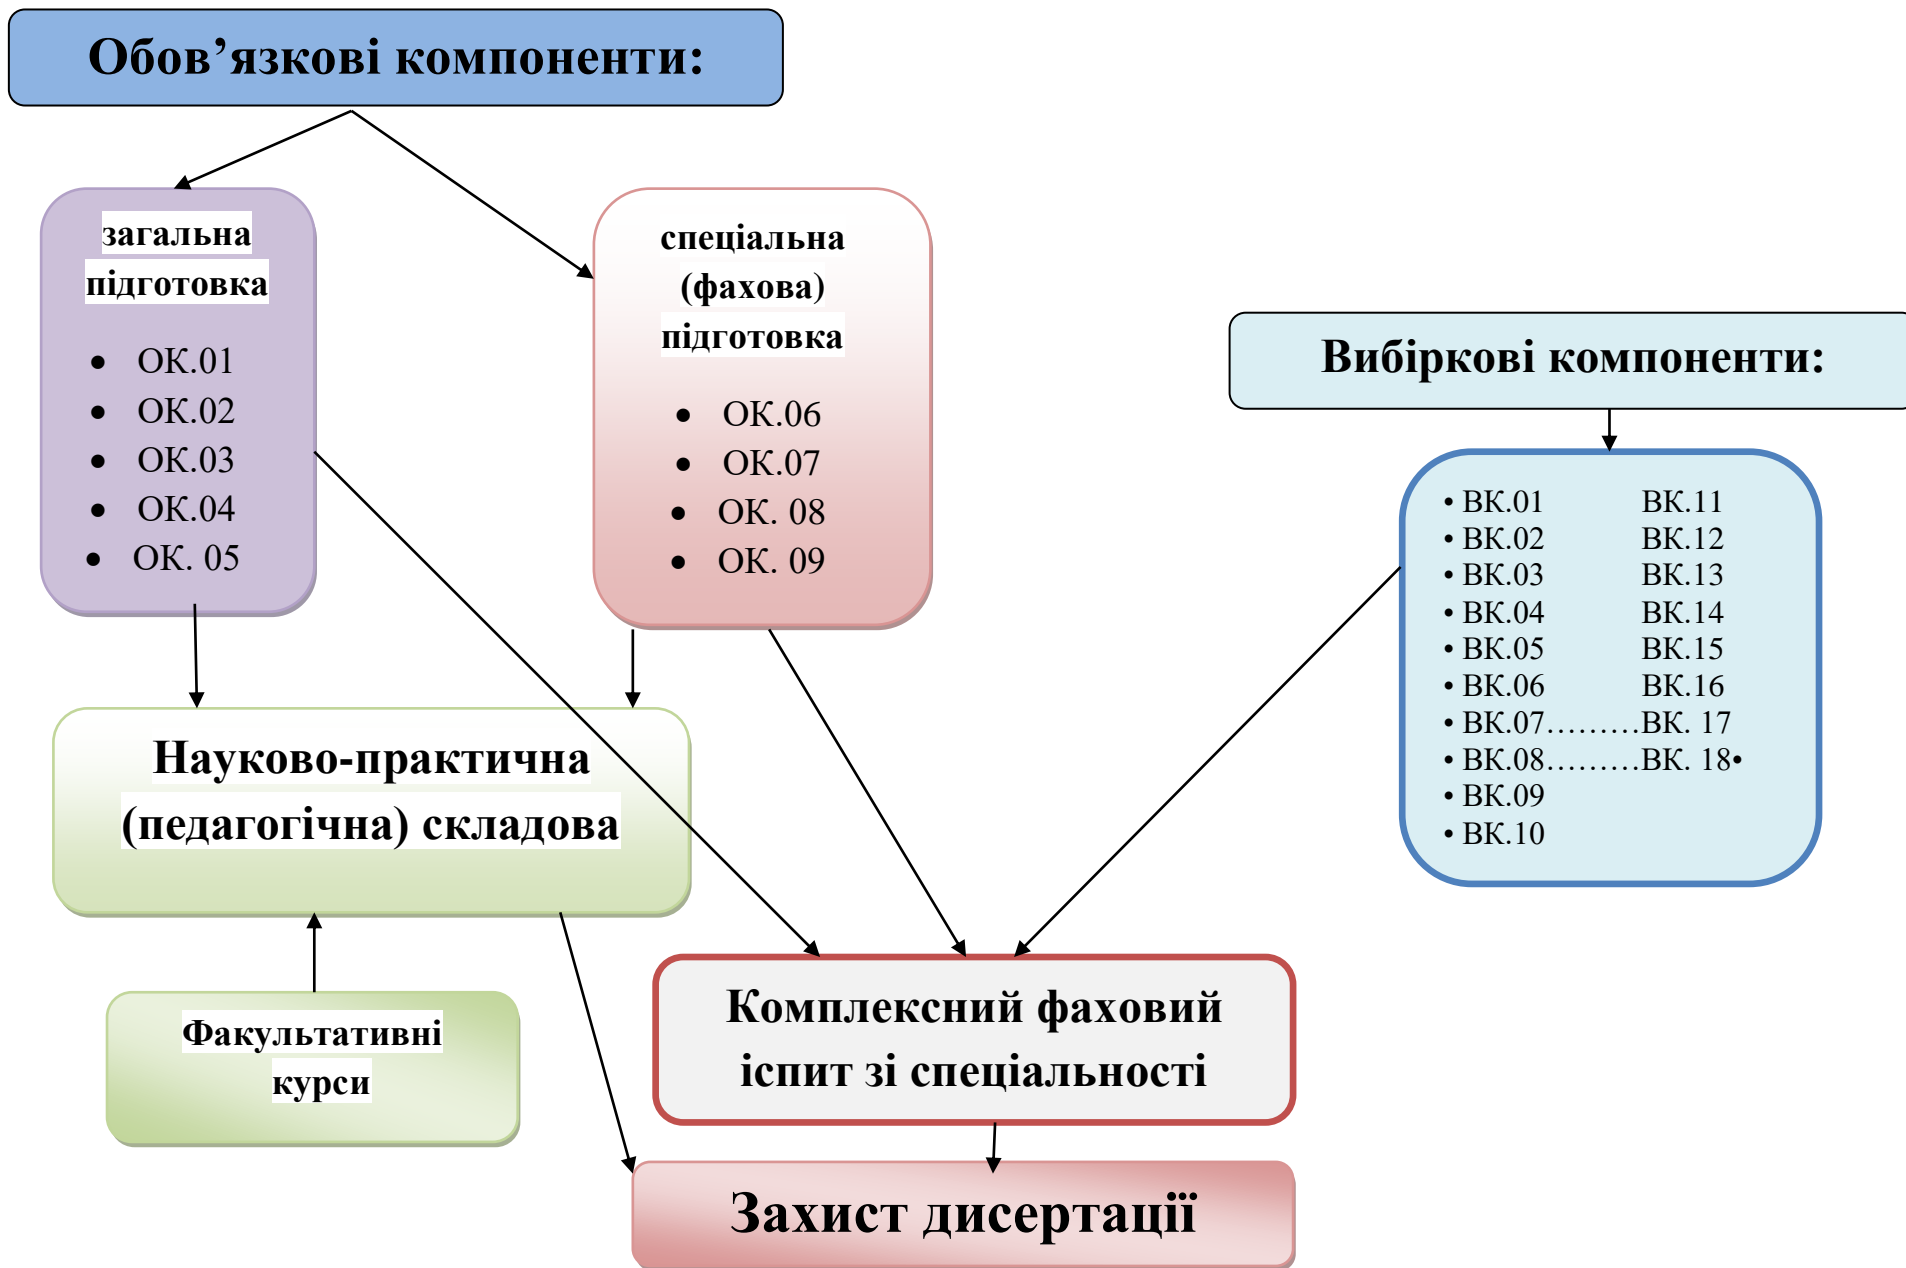 Обов’язкові компоненти:
загальна
підготовка
• ОК.01
• ОК.02
• ОК.03
• ОК.04
• ОК. 05
спеціальна
(фахова)
підготовка
• ОК.06
• ОК.07
• ОК. 08
• ОК. 09
Вибіркові компоненти:
• ВК.01 ВК.11
• ВК.02 ВК.12
• ВК.03 ВК.13
• ВК.04 ВК.14
• ВК.05 ВК.15
• ВК.06 ВК.16
• ВК.07………ВК. 17
• ВК.08………ВК. 18•
• ВК.09
• ВК.10
Науково-практична
(педагогічна) складова
Факультативні
курси
Комплексний фаховий
іспит зі спеціальності
Захист дисертації